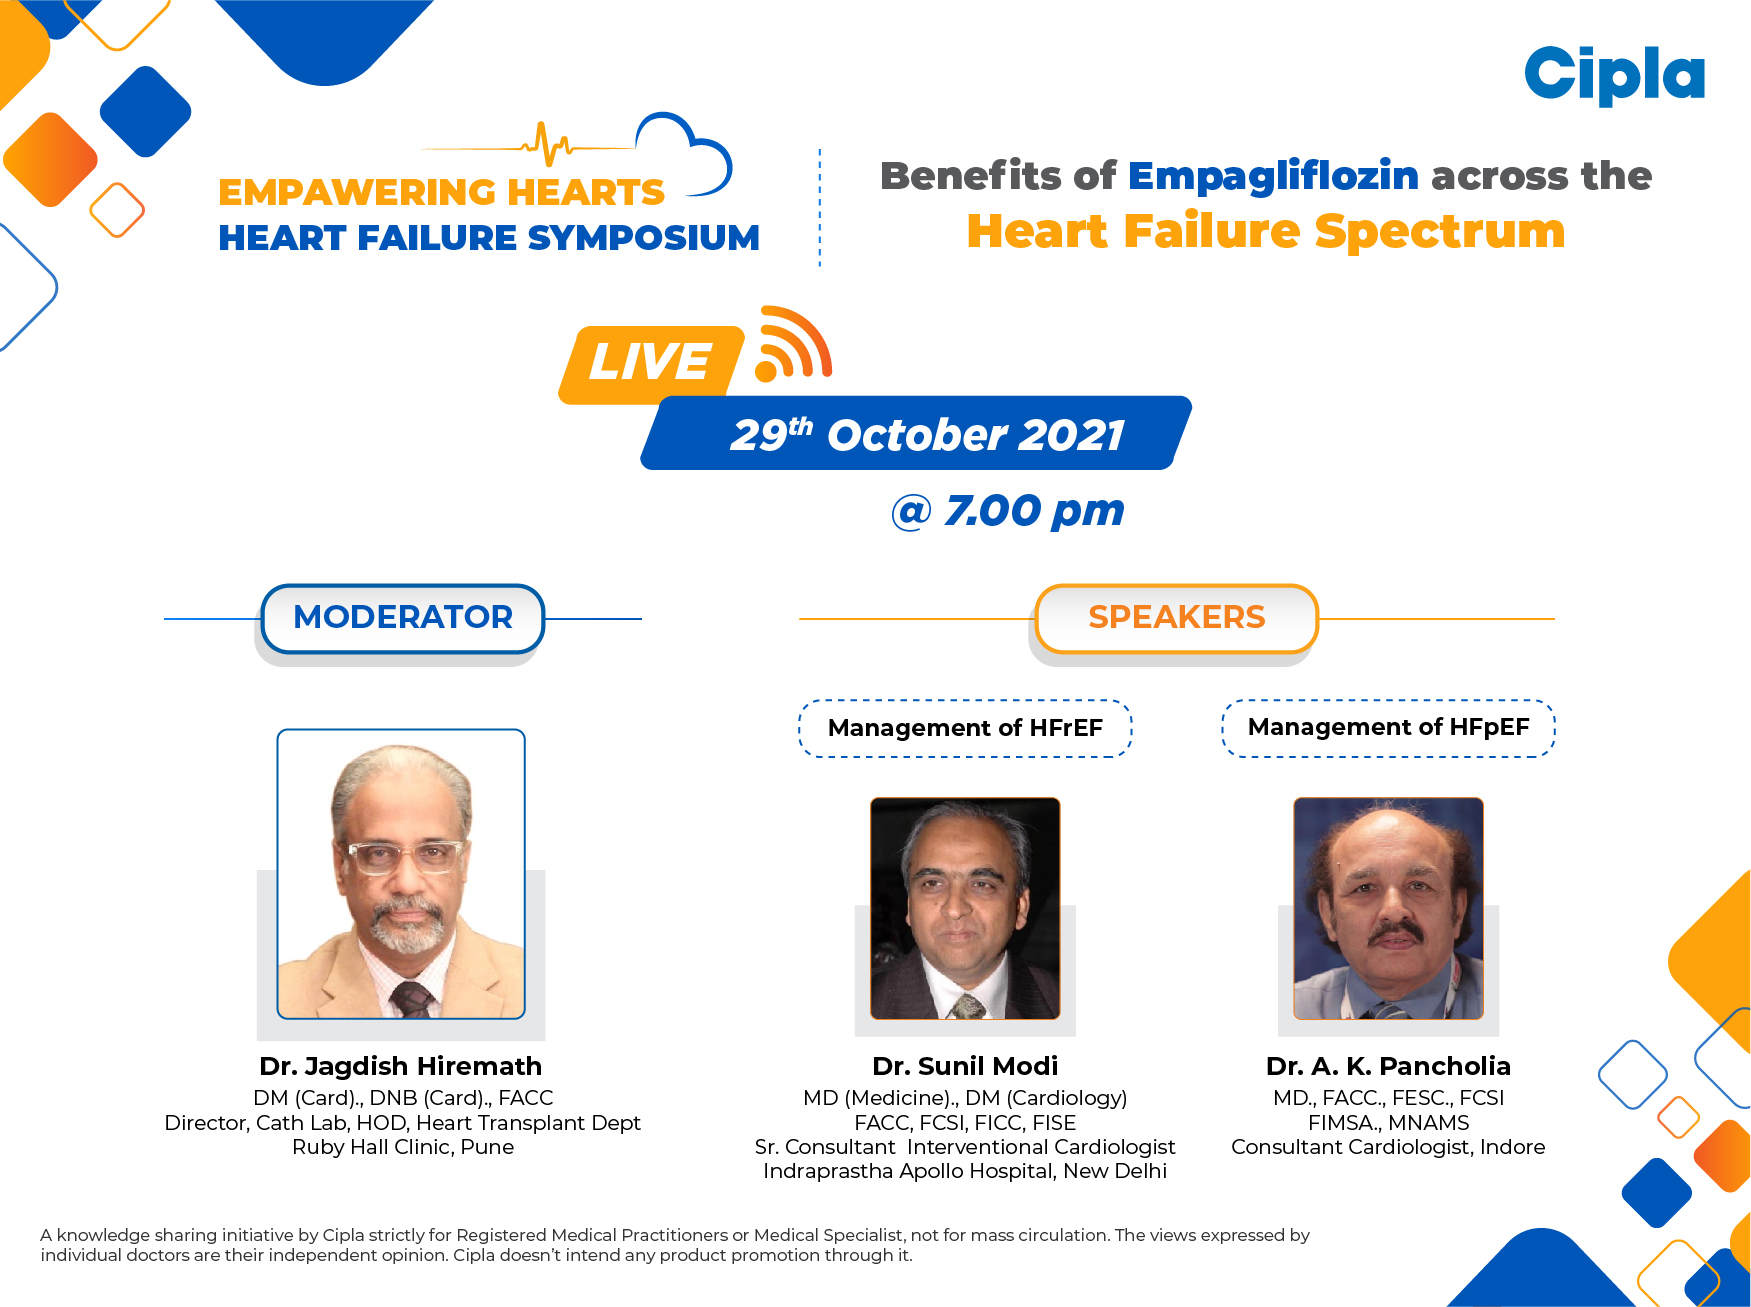 Cipla
EMPAWERING HEARTS
HEART FAILURE SYMPOSIUM
Benefits of Empagliflozin across the
Heart Failure Spectrum
LIVE
29th October 2021
@ 7.00 pm
MODERATOR
Dr. Jagdish Hiremath
DM (Card)., DNB (Card)., FACC
Director, Cath Lab, HOD, Heart Transplant Dept
Ruby Hall Clinic, Pune
SPEAKERS
Management of HFrEF
Dr. Sunil Modi
MD (Medicine)., DM (Cardiology)
FACC, FCSI, FICC, FISE
Sr. Consultant Interventional Cardiologist
Indraprastha Apollo Hospital, New Delhi
Management of HFpEF
Dr. A. K. Pancholia
MD., FACC., FESC., FCSI
FIMSA., MNAMS
Consultant Cardiologist, Indore
A knowledge sharing initiative by Cipla strictly for Registered Medical Practitioners or Medical Specialist, not for mass circulation. The views expressed by
individual doctors are their independent opinion. Cipla doesn't intend any product promotion through it.